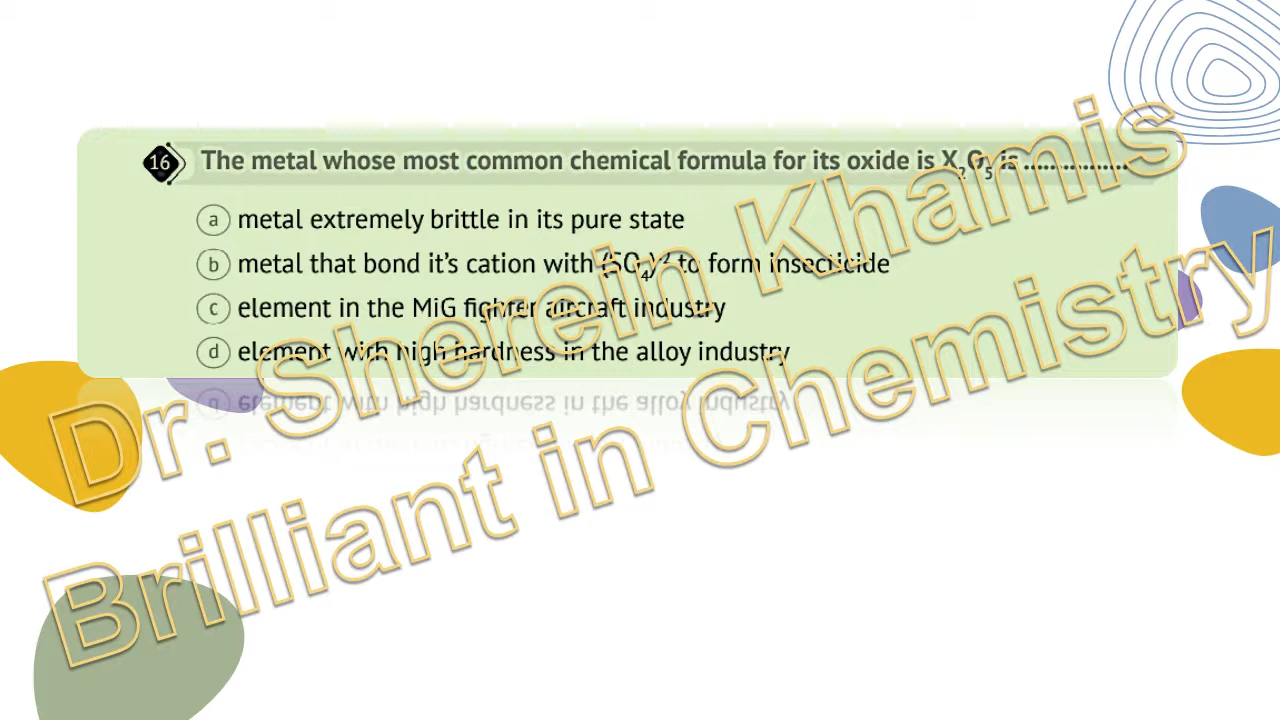 16 The metal whose most common chemical formula for its oxide is X₂O₅ is ................
a metal extremely brittle in its pure state
b metal that bond it's cation with (SO₄)⁻² to form insecticide
c element in the MiG fighter aircraft industry
d element with high hardness in the alloy industry
Dr. Sherein Khamis
Brilliant in Chemistry